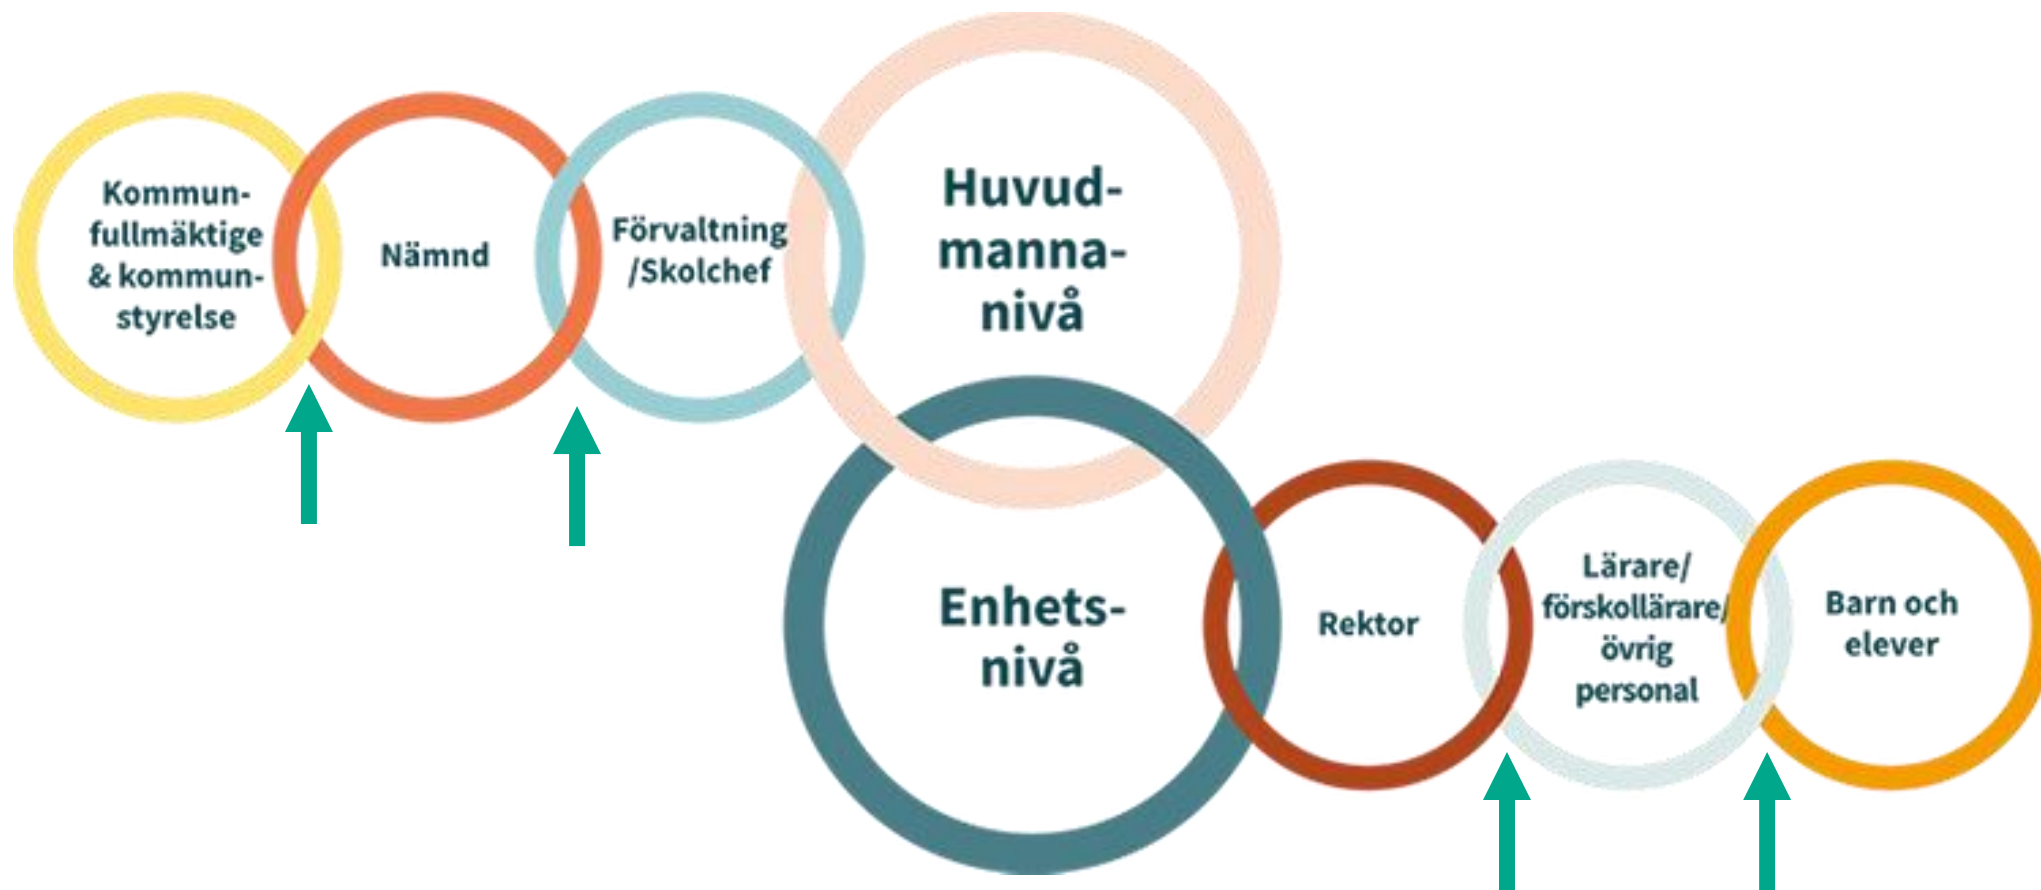 Kommun-
fullmäktige
& kommun-
styrelse
Nämnd
Förvaltning
/Skolchef
Huvud-
manna-
nivå
Enhets-
nivå
Rektor
Lärare/
förskollärare/
övrig
personal
Barn och
elever